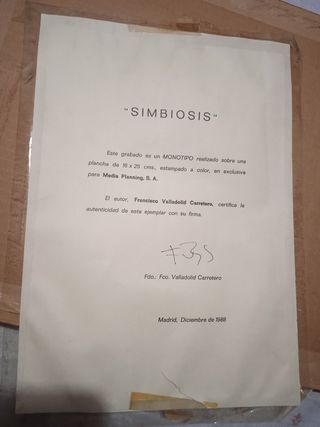 "SIMBIOSIS"
Este grabado es un MONOTIPO realizado sobre una
plancha de 16 x 25 cms., estampado a color, en exclusiva
para Media Planning, S. A.
El autor, Francisco Valladolid Carretero, certifica la
autenticidad de este ejemplar con su firma.
Fdo.: Fco. Valladolid Carretero
Madrid, Diciembre de 1988